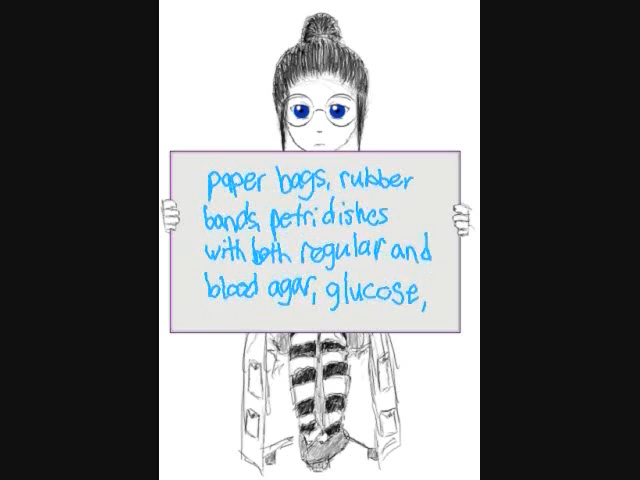 paper bags, rubber
bands, petri dishes
with both regular and
blood agar, glucose,